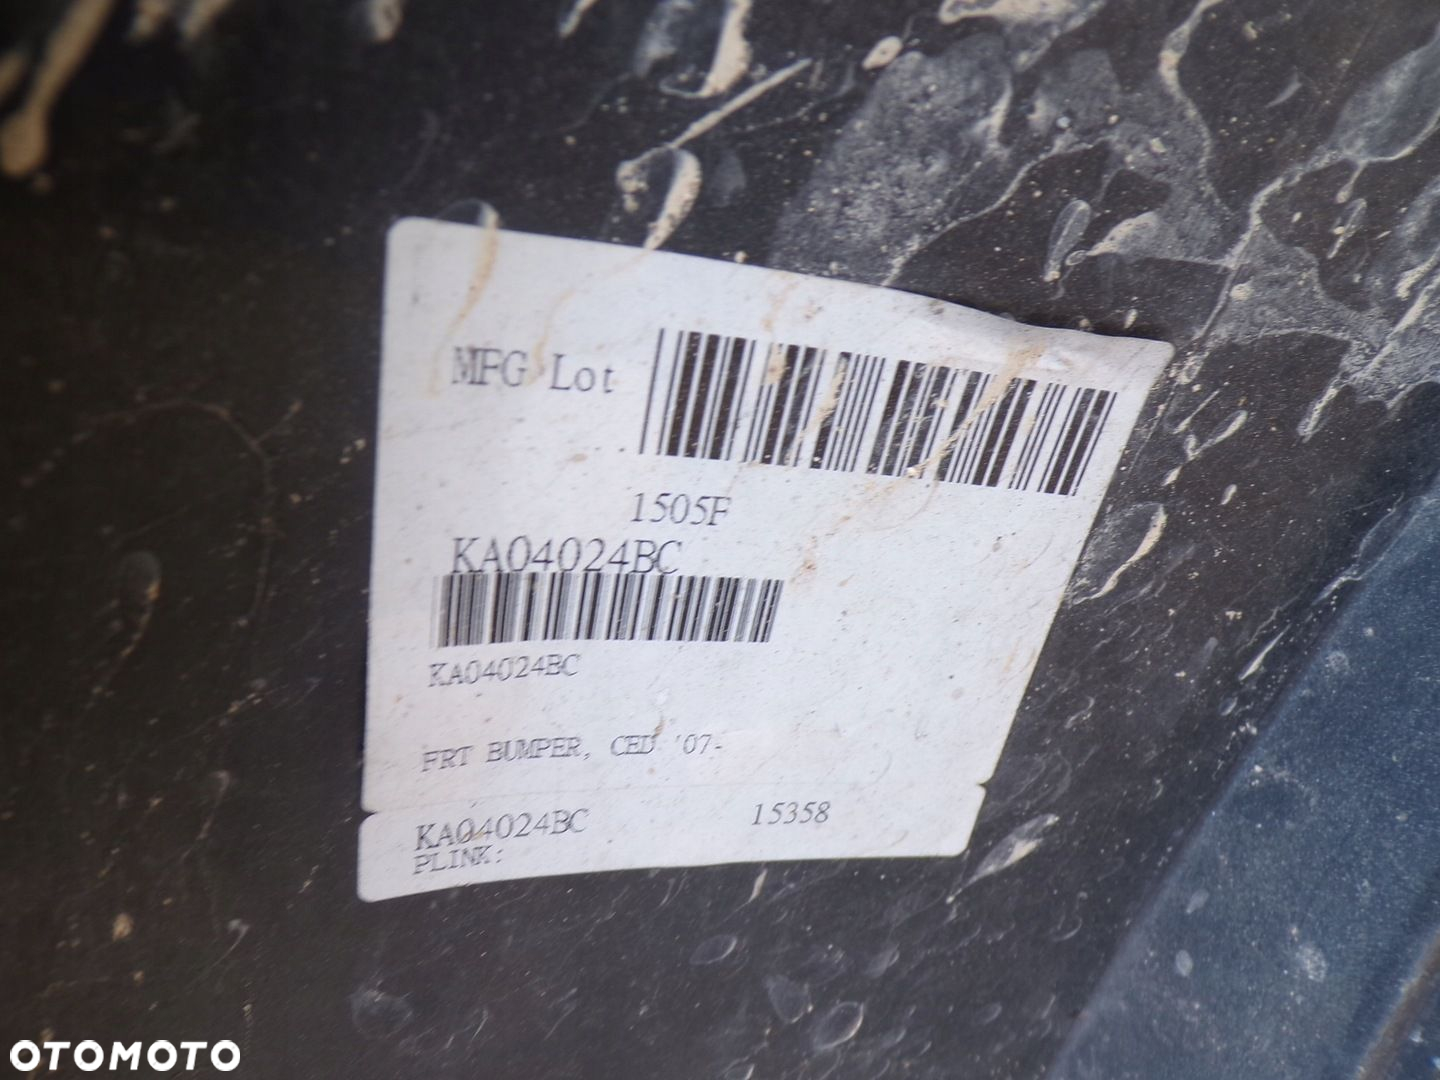 MFG Lot
1505F
KA04024BC
KA04024BC
FRT BUMPER, CED '07-
KA04024BC 15358
PLINK:
OTOMOTO